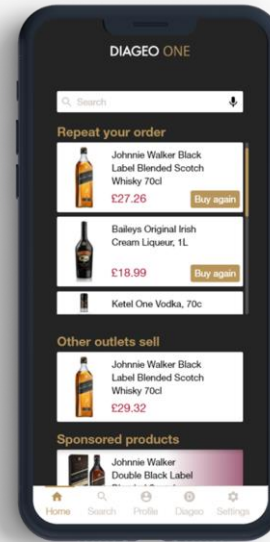 DIAGEO ONE
Search
Repeat your order
Johnnie Walker Black
Label Blended Scotch
Whisky 70cl
£27.26
Buy again
Baileys Original Irish
Cream Liqueur, 1L
£18.99
Buy again
Ketel One Vodka, 70c
Other outlets sell
Johnnie Walker Black
Label Blended Scotch
Whisky 70cl
£29.32
Sponsored products
Johnnie Walker
Double Black Label
Home Search Profile Diageo Settings